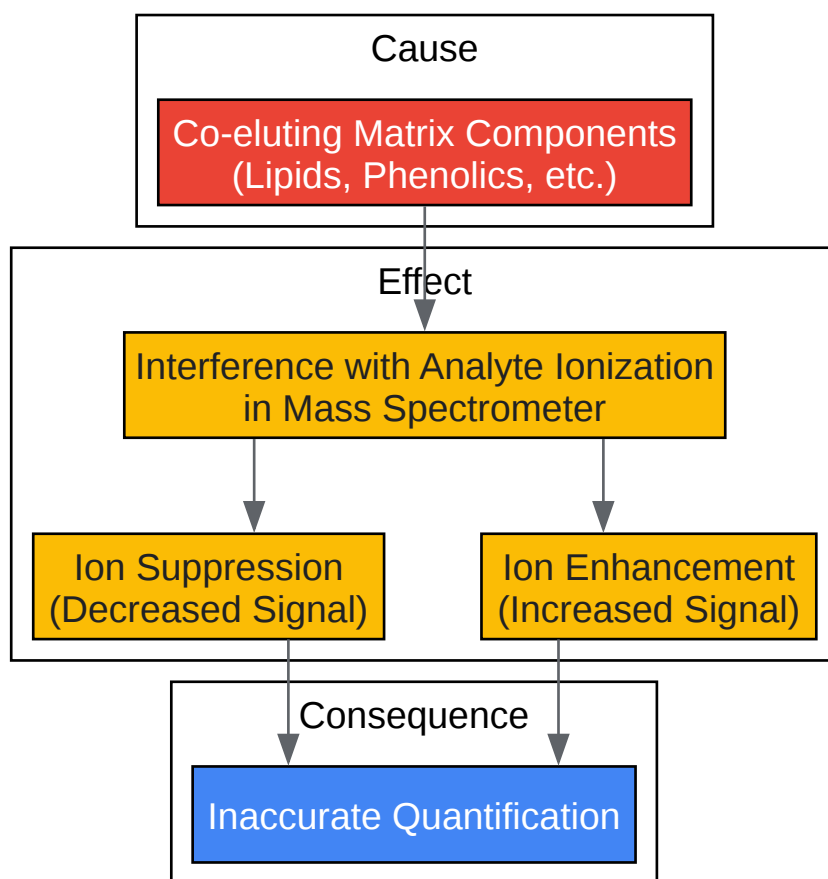 Cause
Co-eluting Matrix Components
(Lipids, Phenolics, etc.)
Effect
Interference with Analyte Ionization
in Mass Spectrometer
Ion Suppression
(Decreased Signal)
Ion Enhancement
(Increased Signal)
Consequence
Inaccurate Quantification